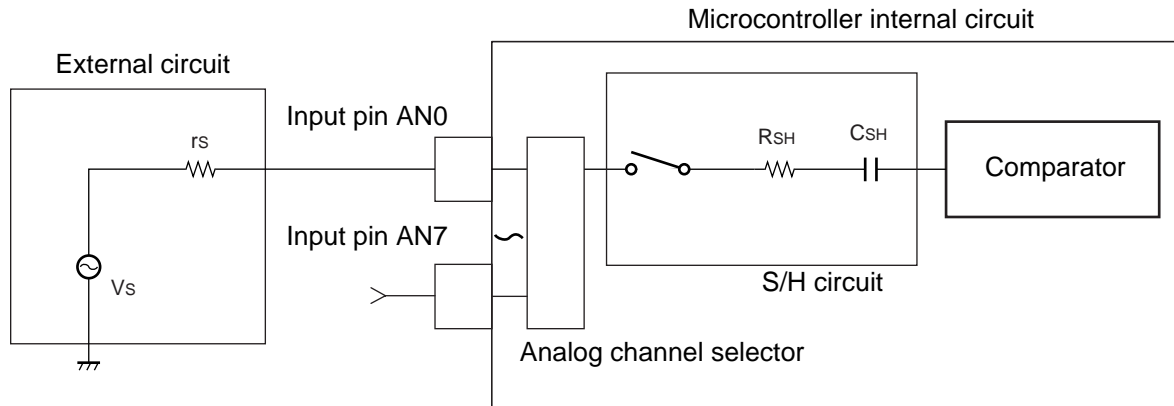 Microcontroller internal circuit
External circuit
Input pin AN0
rS
RSH
CSH
Comparator
Input pin AN7
VS
S/H circuit
Analog channel selector